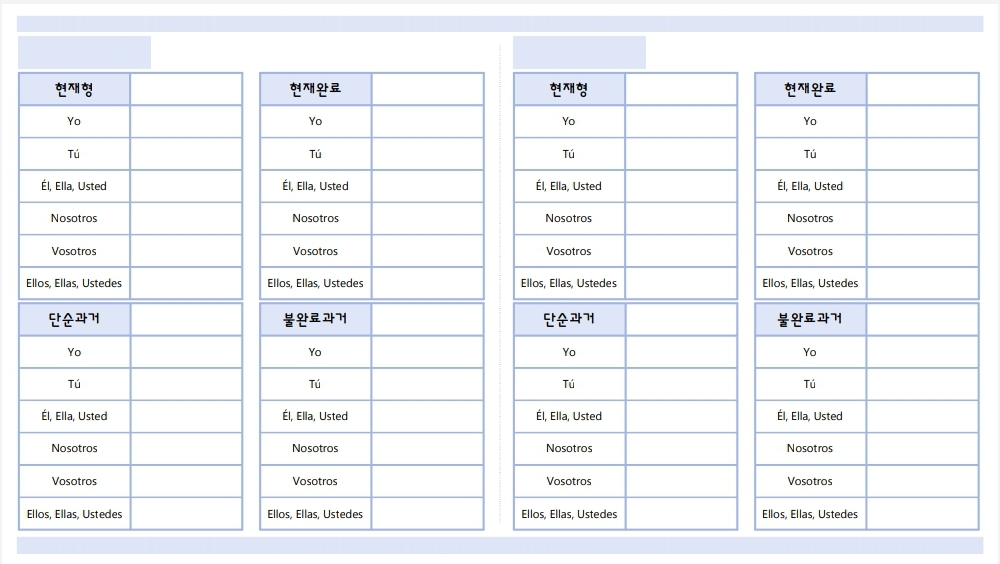 현재형
Yo
Tú
Él, Ella, Usted
Nosotros
Vosotros
Ellos, Ellas, Ustedes
현재완료
Yo
Tú
Él, Ella, Usted
Nosotros
Vosotros
Ellos, Ellas, Ustedes
단순과거
Yo
Tú
Él, Ella, Usted
Nosotros
Vosotros
Ellos, Ellas, Ustedes
불완료과거
Yo
Tú
Él, Ella, Usted
Nosotros
Vosotros
Ellos, Ellas, Ustedes
현재형
Yo
Tú
Él, Ella, Usted
Nosotros
Vosotros
Ellos, Ellas, Ustedes
현재완료
Yo
Tú
Él, Ella, Usted
Nosotros
Vosotros
Ellos, Ellas, Ustedes
단순과거
Yo
Tú
Él, Ella, Usted
Nosotros
Vosotros
Ellos, Ellas, Ustedes
불완료과거
Yo
Tú
Él, Ella, Usted
Nosotros
Vosotros
Ellos, Ellas, Ustedes